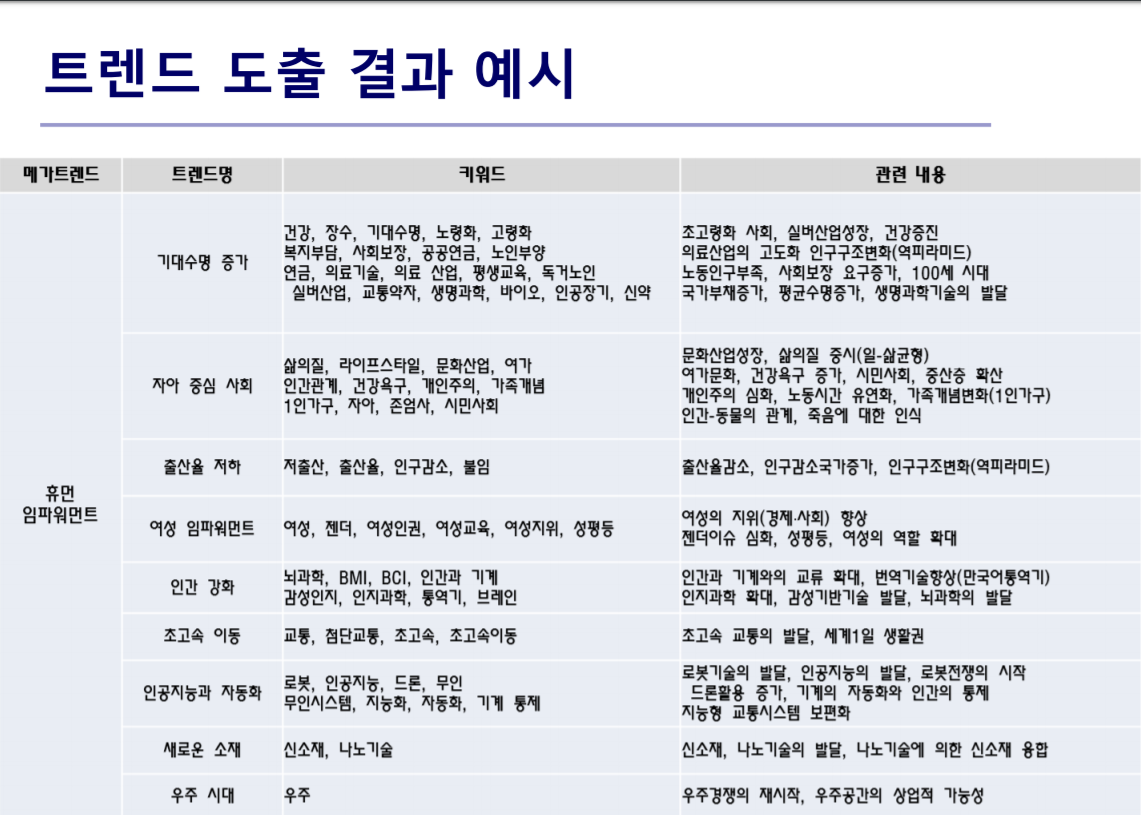 트렌드 도출 결과 예시
메가트렌드 트렌드명 키워드 관련 내용
휴먼
임파워먼트
기대수명 증가
건강, 장수, 기대수명, 노령화, 고령화
복지부담, 사회보장, 공공연금, 노인부양
연금, 의료기술, 의료 산업, 평생교육, 독거노인
실버산업, 교통약자, 생명과학, 바이오, 인공장기, 신약
초고령화 사회, 실버산업성장, 건강증진
의료산업의 고도화 인구구조변화(역피라미드)
노동인구부족, 사회보장 요구증가, 100세 시대
국가부채증가, 평균수명증가, 생명과학기술의 발달
자아 중심 사회
삶의질, 라이프스타일, 문화산업, 여가
인간관계, 건강욕구, 개인주의, 가족개념
1인가구, 자아, 존엄사, 시민사회
문화산업성장, 삶의질 중시(일-삶균형)
여가문화, 건강욕구 증가, 시민사회, 중산층 확산
개인주의 심화, 노동시간 유연화, 가족개념변화(1인가구)
인간-동물의 관계, 죽음에 대한 인식
출산율 저하
저출산, 출산율, 인구감소, 불임
출산율감소, 인구감소국가증가, 인구구조변화(역피라미드)
여성 임파워먼트
여성, 젠더, 여성인권, 여성교육, 여성지위, 성평등
여성의 지위(경제·사회) 향상
젠더이슈 심화, 성평등, 여성의 역할 확대
인간 강화
뇌과학, BMI, BCI, 인간과 기계
감성인지, 인지과학, 통역기, 브레인
인간과 기계와의 교류 확대, 번역기술향상(만국어통역기)
인지과학 확대, 감성기반기술 발달, 뇌과학의 발달
초고속 이동
교통, 첨단교통, 초고속, 초고속이동
초고속 교통의 발달, 세계1일 생활권
인공지능과 자동화
로봇, 인공지능, 드론, 무인
무인시스템, 지능화, 자동화, 기계 통제
로봇기술의 발달, 인공지능의 발달, 로봇전쟁의 시작
드론활용 증가, 기계의 자동화와 인간의 통제
지능형 교통시스템 보편화
새로운 소재
신소재, 나노기술
신소재, 나노기술의 발달, 나노기술에 의한 신소재 융합
우주 시대
우주
우주경쟁의 재시작, 우주공간의 상업적 가능성